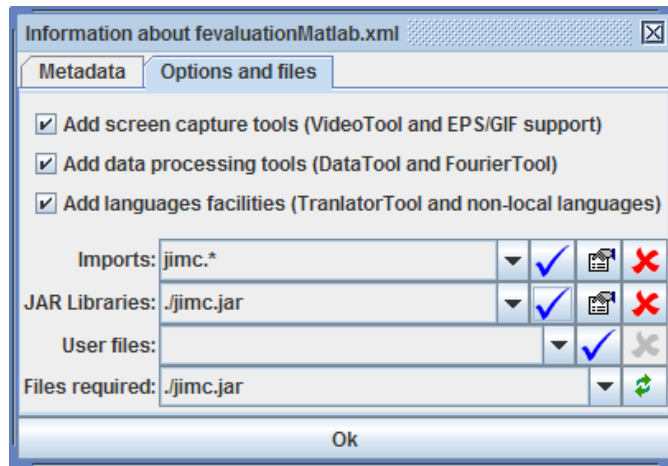 Information about fevaluationMatlab.xml
Metadata Options and files
Add screen capture tools (VideoTool and EPS/GIF support)
Add data processing tools (DataTool and FourierTool)
Add languages facilities (TranlatorTool and non-local languages)
Imports: jimc.*
JAR Libraries: ./jimc.jar
User files:
Files required: ./jimc.jar
Ok